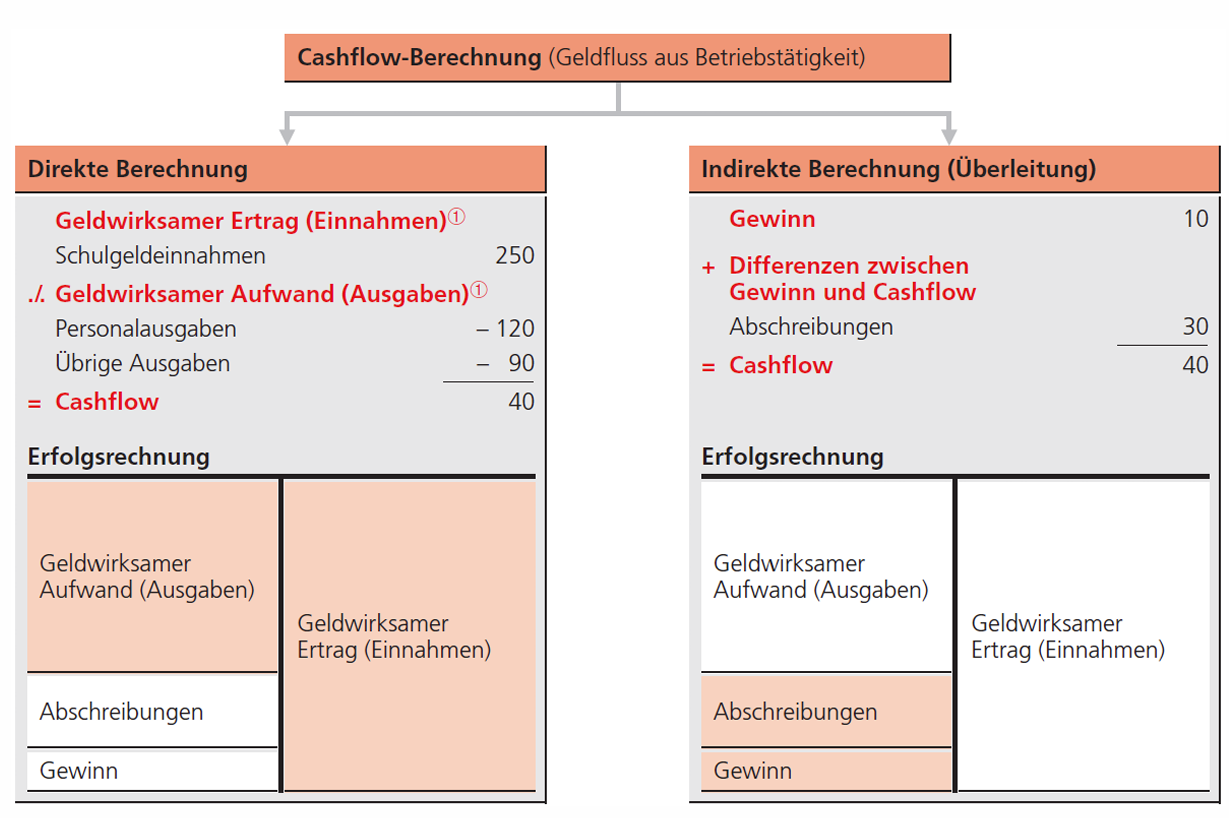 Cashflow-Berechnung (Geldfluss aus Betriebstätigkeit)
Direkte Berechnung
Geldwirksamer Ertrag (Einnahmen)①
Schulgeldeinnahmen 250
./. Geldwirksamer Aufwand (Ausgaben)①
Personalausgaben – 120
Übrige Ausgaben – 90
= Cashflow 40
Erfolgsrechnung
Geldwirksamer
Aufwand (Ausgaben)
Geldwirksamer
Ertrag (Einnahmen)
Abschreibungen
Gewinn
Indirekte Berechnung (Überleitung)
Gewinn 10
+ Differenzen zwischen
Gewinn und Cashflow
Abschreibungen 30
= Cashflow 40
Erfolgsrechnung
Geldwirksamer
Aufwand (Ausgaben)
Geldwirksamer
Ertrag (Einnahmen)
Abschreibungen
Gewinn